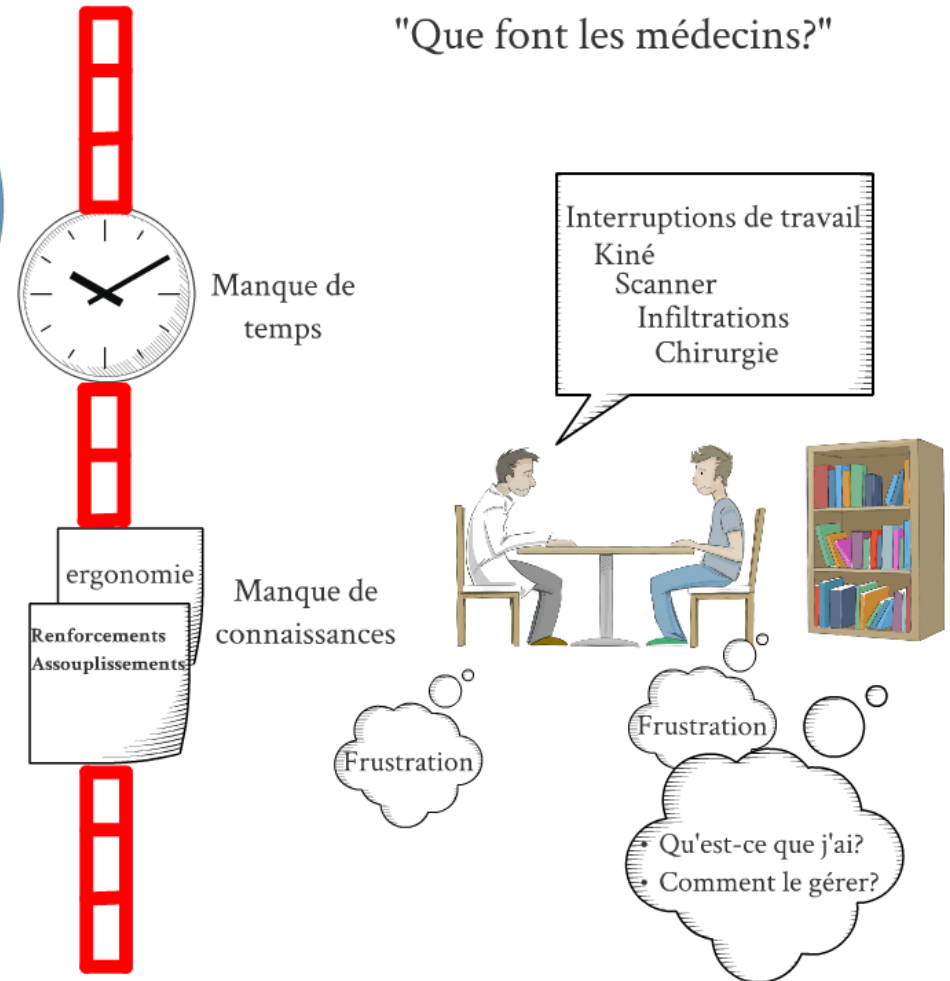 "Que font les médecins?"
Interruptions de travail
Kiné
Scanner
Infiltrations
Chirurgie
Manque de
temps
ergonomie
Renforcements
Assouplissements
Manque de
connaissances
Frustration
Frustration
• Qu'est-ce que j'ai?
• Comment le gérer?